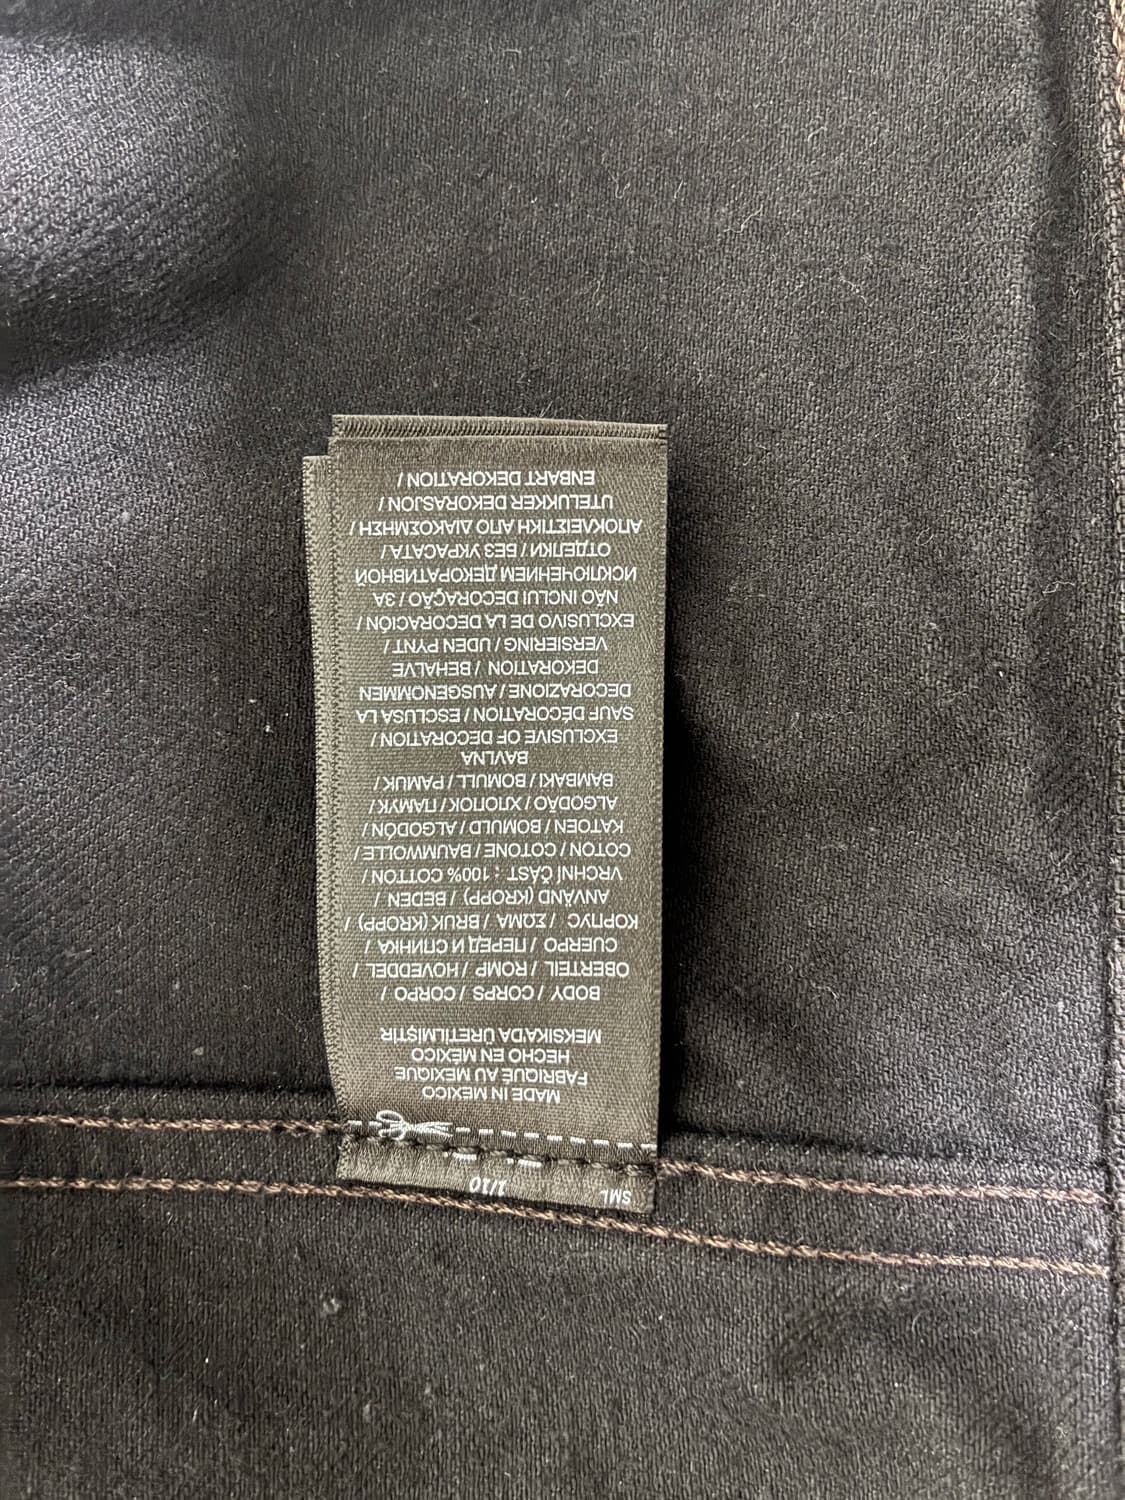 SML
1/10
MADE IN MEXICO
FABRIQUÉ AU MEXIQUE
HECHO EN MÉXICO
MEKSIKA'DA ÜRETİLMİŞTİR
BODY / CORPS / CORPO /
OBERTEIL / ROMP / HOVEDDEL /
CUERPO / ПЕРЕД И СПИНКА /
КОРПУС / ΣΩΜΑ / BRUK (KROPP) /
ANVÄND (KROPP) / BEDEN /
VRCHNÍ ČÁST : 100% COTTON /
COTON / COTONE / BAUMWOLLE /
KATOEN / BOMULD / ALGODÓN /
ALGODÃO / ХЛОПОК / ПАМУК /
BAMBAKI / BOMULL / PAMUK /
BAVLNA
EXCLUSIVE OF DECORATION /
SAUF DÉCORATION / ESCLUSA LA
DECORAZIONE / AUSGENOMMEN
DEKORATION / BEHALVE
VERSIERING / UDEN PYNT /
EXCLUSIVO DE LA DECORACIÓN /
NÃO INCLUI DECORAÇÃO / ЗА
ИСКЛЮЧЕНИЕМ ДЕКОРАТИВНОЙ
ОТДЕЛКИ / БЕЗ УКРАСАТА /
ΑΠΟΚΛΕΙΣΤΙΚΗ ΑΠΟ ΔΙΑΚΟΣΜΗΣΗ /
UTELUKKER DEKORASJON /
ENBART DEKORATION /